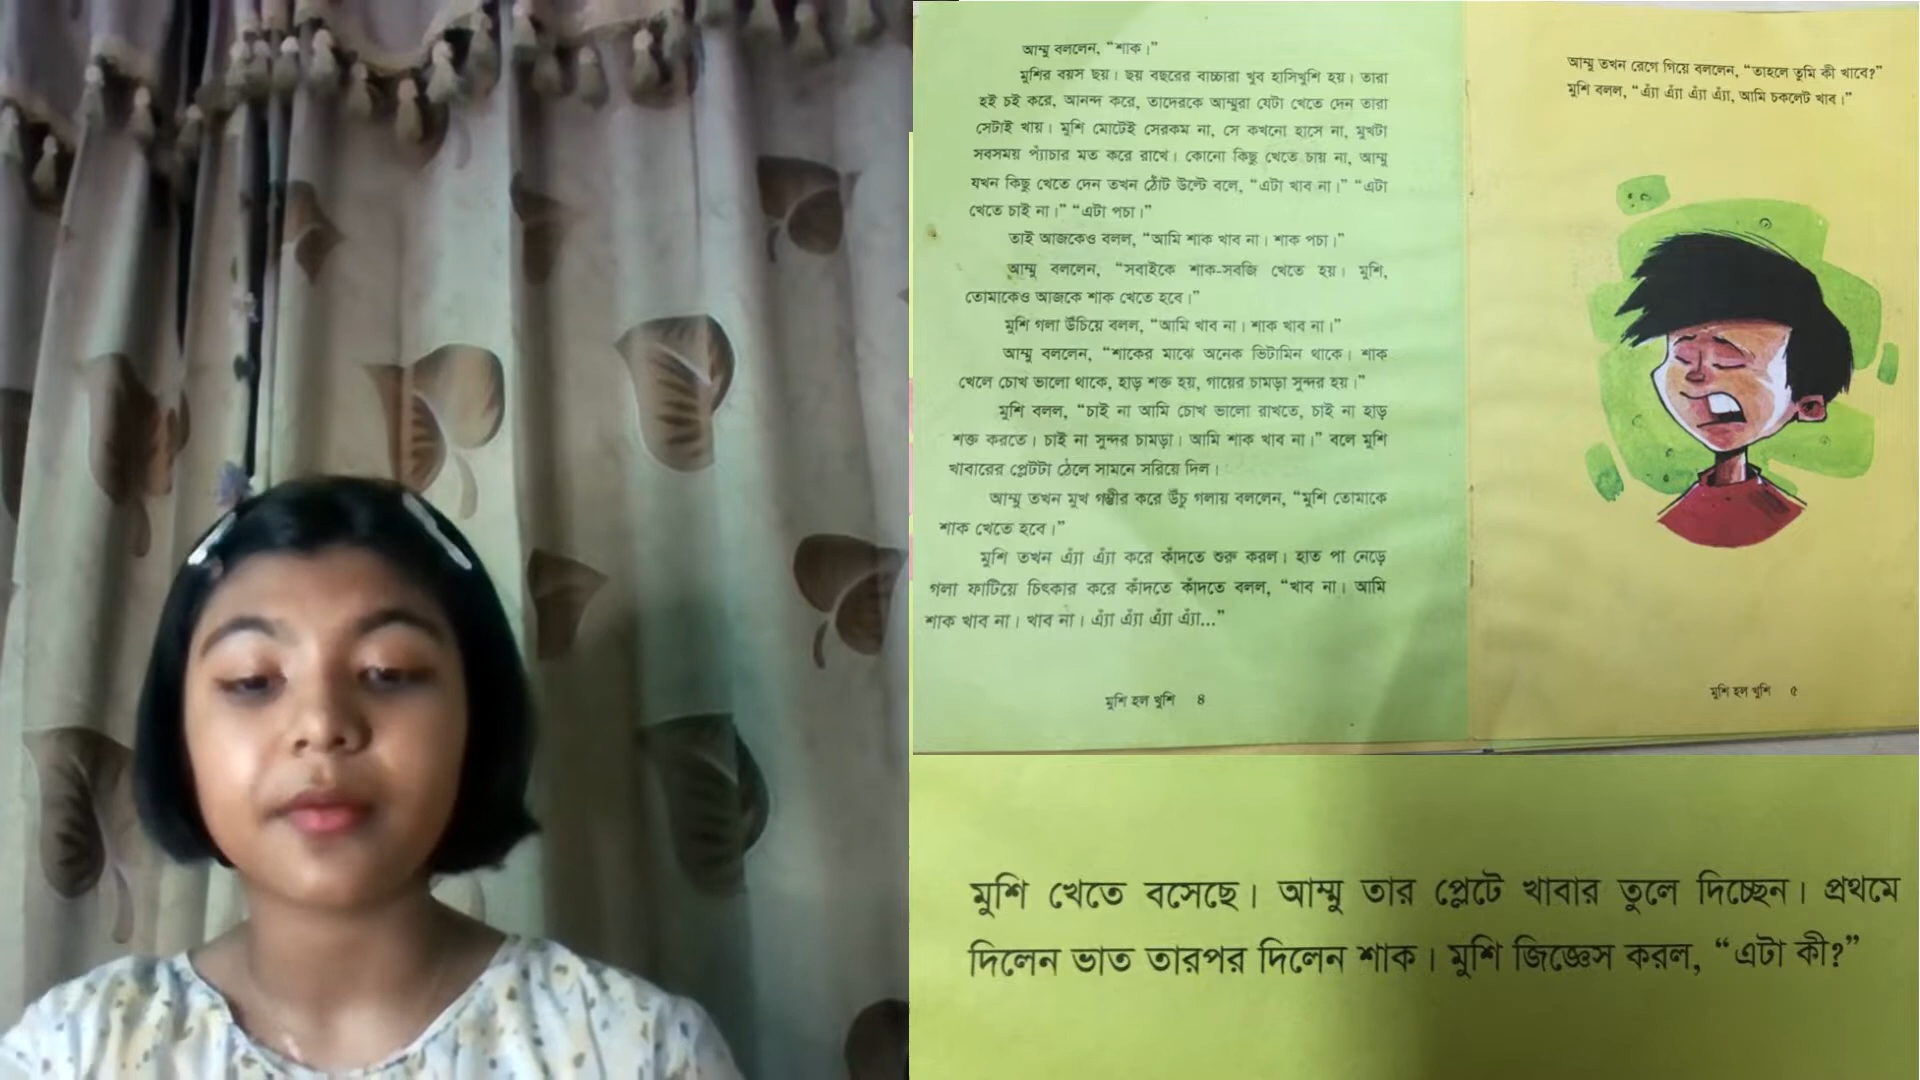 আম্মু বললেন, “শাক।”
মুশির বয়স ছয়। ছয় বছরের বাচ্চারা খুব হাসিখুশি হয়। তারা
হই চই করে, আনন্দ করে, তাদেরকে আম্মুরা যেটা খেতে দেন তারা
সেটাই খায়। মুশি মোটেই সেরকম না, সে কখনো হাসে না, মুখটা
সবসময় প্যাঁচার মত করে রাখে। কোনো কিছু খেতে চায় না, আম্মু
যখন কিছু খেতে দেন তখন ঠোঁট উল্টে বলে, “এটা খাব না।” “এটা
খেতে চাই না।” “এটা পচা।”
তাই আজকেও বলল, “আমি শাক খাব না। শাক পচা।”
আম্মু বললেন, “সবাইকে শাক-সবজি খেতে হয়। মুশি,
তোমাকেও আজকে শাক খেতে হবে।”
মুশি গলা উঁচিয়ে বলল, “আমি খাব না। শাক খাব না।”
আম্মু বললেন, “শাকের মাঝে অনেক ভিটামিন থাকে। শাক
খেলে চোখ ভালো থাকে, হাড় শক্ত হয়, গায়ের চামড়া সুন্দর হয়।”
মুশি বলল, “চাই না আমি চোখ ভালো রাখতে, চাই না হাড়
শক্ত করতে। চাই না সুন্দর চামড়া। আমি শাক খাব না।” বলে মুশি
খাবারের প্লেটটা ঠেলে সামনে সরিয়ে দিল।
আম্মু তখন মুখ গম্ভীর করে উঁচু গলায় বললেন, “মুশি তোমাকে
শাক খেতে হবে।”
মুশি তখন এ্যাঁ এ্যাঁ করে কাঁদতে শুরু করল। হাত পা নেড়ে
গলা ফাটিয়ে চিৎকার করে কাঁদতে কাঁদতে বলল, “খাব না। আমি
শাক খাব না। খাব না। এ্যাঁ এ্যাঁ এ্যাঁ এ্যাঁ...”
মুশি হল খুশি ৪
আম্মু তখন রেগে গিয়ে বললেন, “তাহলে তুমি কী খাবে?”
মুশি বলল, “এ্যাঁ এ্যাঁ এ্যাঁ এ্যাঁ, আমি চকলেট খাব।”
মুশি হল খুশি ৫
মুশি খেতে বসেছে। আম্মু তার প্লেটে খাবার তুলে দিচ্ছেন। প্রথমে
দিলেন ভাত তারপর দিলেন শাক। মুশি জিজ্ঞেস করল, “এটা কী?”